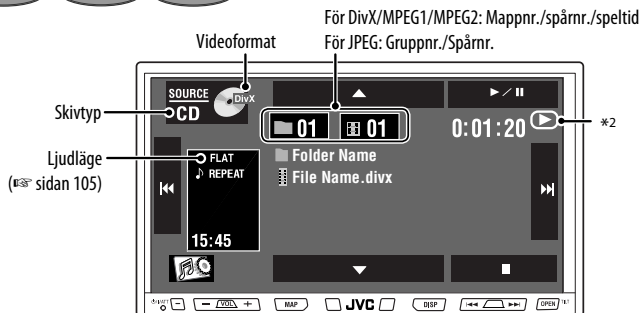 För DivX/MPEG1/MPEG2: Mappnr./spårnr./speltid
För JPEG: Gruppnr./Spårnr.
Videoformat
Skivtyp
SOURCE
DivX
CD
01
01
0:01:20
*2
Ljudläge
(☞ sidan 105)
FLAT
REPEAT
Folder Name
File Name.divx
15:45
VOL
MAP
JVC
DISP
OPEN
TILT